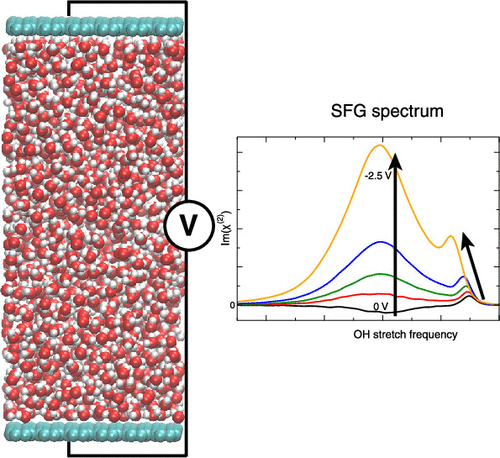 SFG spectrum
V
Im(χ(2))
-2.5 V
0 V
0
OH stretch frequency